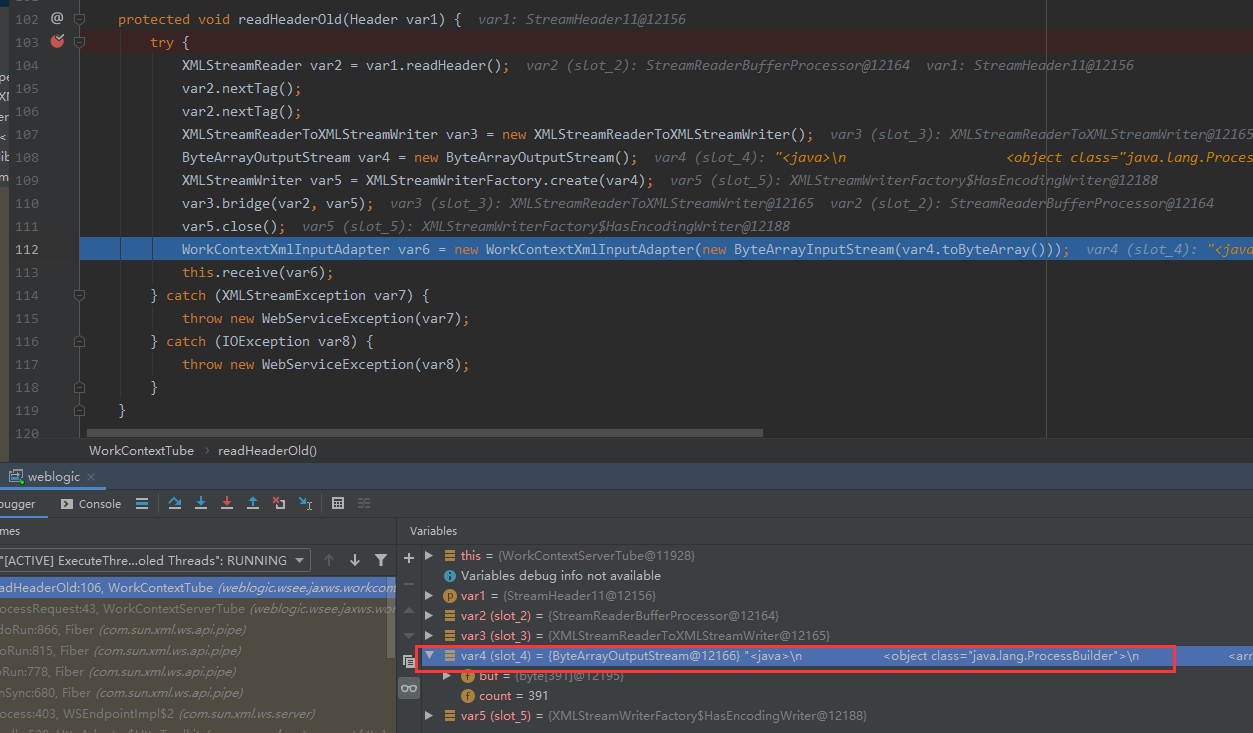 102 @ protected void readHeaderOld(Header var1) { var1: StreamHeader11@12156
103 try {
104 XMLStreamReader var2 = var1.readHeader(); var2 (slot_2): StreamReaderBufferProcessor@12164 var1: StreamHeader11@12156
105 var2.nextTag();
106 var2.nextTag();
107 XMLStreamReaderToXMLStreamWriter var3 = new XMLStreamReaderToXMLStreamWriter(); var3 (slot_3): XMLStreamReaderToXMLStreamWriter@12165
108 ByteArrayOutputStream var4 = new ByteArrayOutputStream(); var4 (slot_4): "<java>\n <object class="java.lang.Proces
109 XMLStreamWriter var5 = XMLStreamWriterFactory.create(var4); var5 (slot_5): XMLStreamWriterFactory$HasEncodingWriter@12188
110 var3.bridge(var2, var5); var3 (slot_3): XMLStreamReaderToXMLStreamWriter@12165 var2 (slot_2): StreamReaderBufferProcessor@12164
111 var5.close(); var5 (slot_5): XMLStreamWriterFactory$HasEncodingWriter@12188
112 WorkContextXmlInputAdapter var6 = new WorkContextXmlInputAdapter(new ByteArrayInputStream(var4.toByteArray())); var4 (slot_4): "<java
113 this.receive(var6);
114 } catch (XMLStreamException var7) {
115 throw new WebServiceException(var7);
116 } catch (IOException var8) {
117 throw new WebServiceException(var8);
118 }
119 }
120
WorkContextTube › readHeaderOld()
weblogic ×
bugger Console
mes
Variables
"[ACTIVE] ExecuteThre...oled Threads": RUNNING
adHeaderOld:106, WorkContextTube (weblogic.wsee.jaxws.workcont
ocessRequest:43, WorkContextServerTube (weblogic.wsee.jaxws.wor
doRun:866, Fiber (com.sun.xml.ws.api.pipe)
oRun:815, Fiber (com.sun.xml.ws.api.pipe)
oRun:778, Fiber (com.sun.xml.ws.api.pipe)
nSync:680, Fiber (com.sun.xml.ws.api.pipe)
ocess:403, WSEndpointImpl$2 (com.sun.xml.ws.server)
this = {WorkContextServerTube@11928}
Variables debug info not available
var1 = {StreamHeader11@12156}
var2 (slot_2) = {StreamReaderBufferProcessor@12164}
var3 (slot_3) = {XMLStreamReaderToXMLStreamWriter@12165}
var4 (slot_4) = {ByteArrayOutputStream@12166} "<java>\n <object class="java.lang.ProcessBuilder">\n <arr
buf = {byte[391]@12195}
count = 391
var5 (slot_5) = {XMLStreamWriterFactory$HasEncodingWriter@12188}